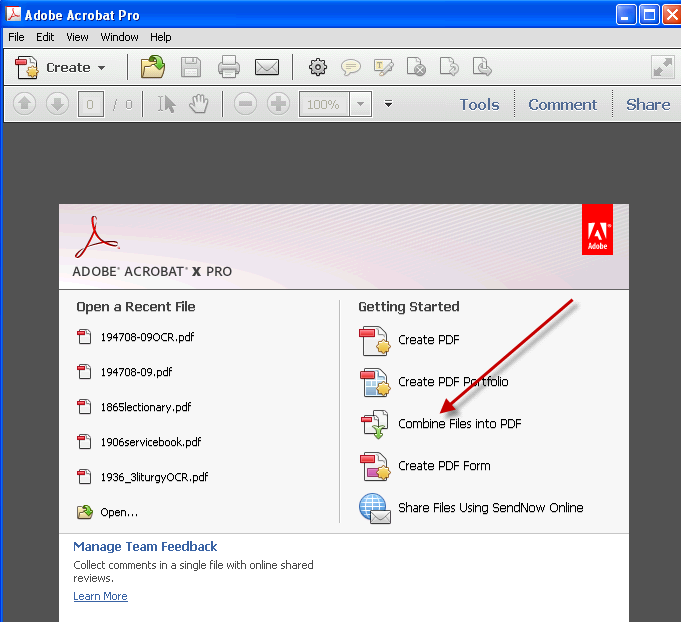 Adobe Acrobat Pro
File Edit View Window Help
Create
0 / 0 100% Tools Comment Share
Adobe
ADOBE® ACROBAT® X PRO
Open a Recent File
194708-09OCR.pdf
194708-09.pdf
1865lectionary.pdf
1906servicebook.pdf
1936_3liturgyOCR.pdf
Open...
Getting Started
Create PDF
Create PDF Portfolio
Combine Files into PDF
Create PDF Form
Share Files Using SendNow Online
Manage Team Feedback
Collect comments in a single file with online shared
reviews.
Learn More